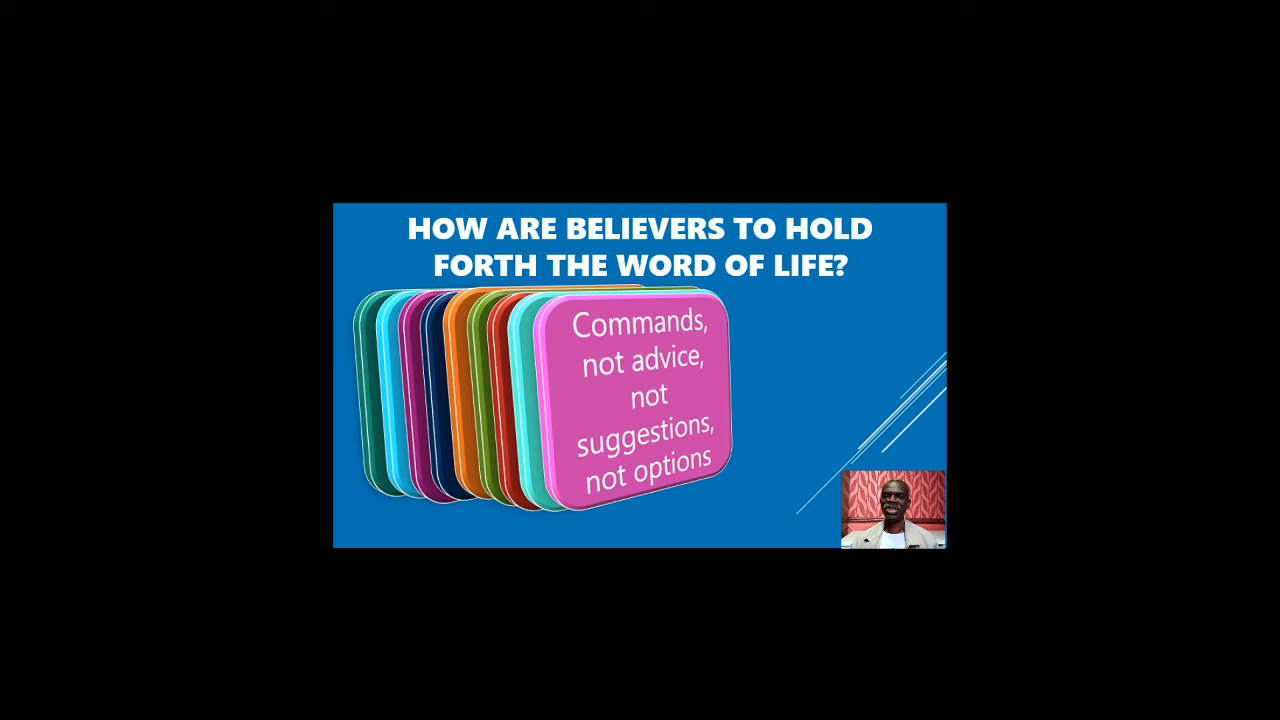 HOW ARE BELIEVERS TO HOLD
FORTH THE WORD OF LIFE?
Commands,
not advice,
not
suggestions,
not options